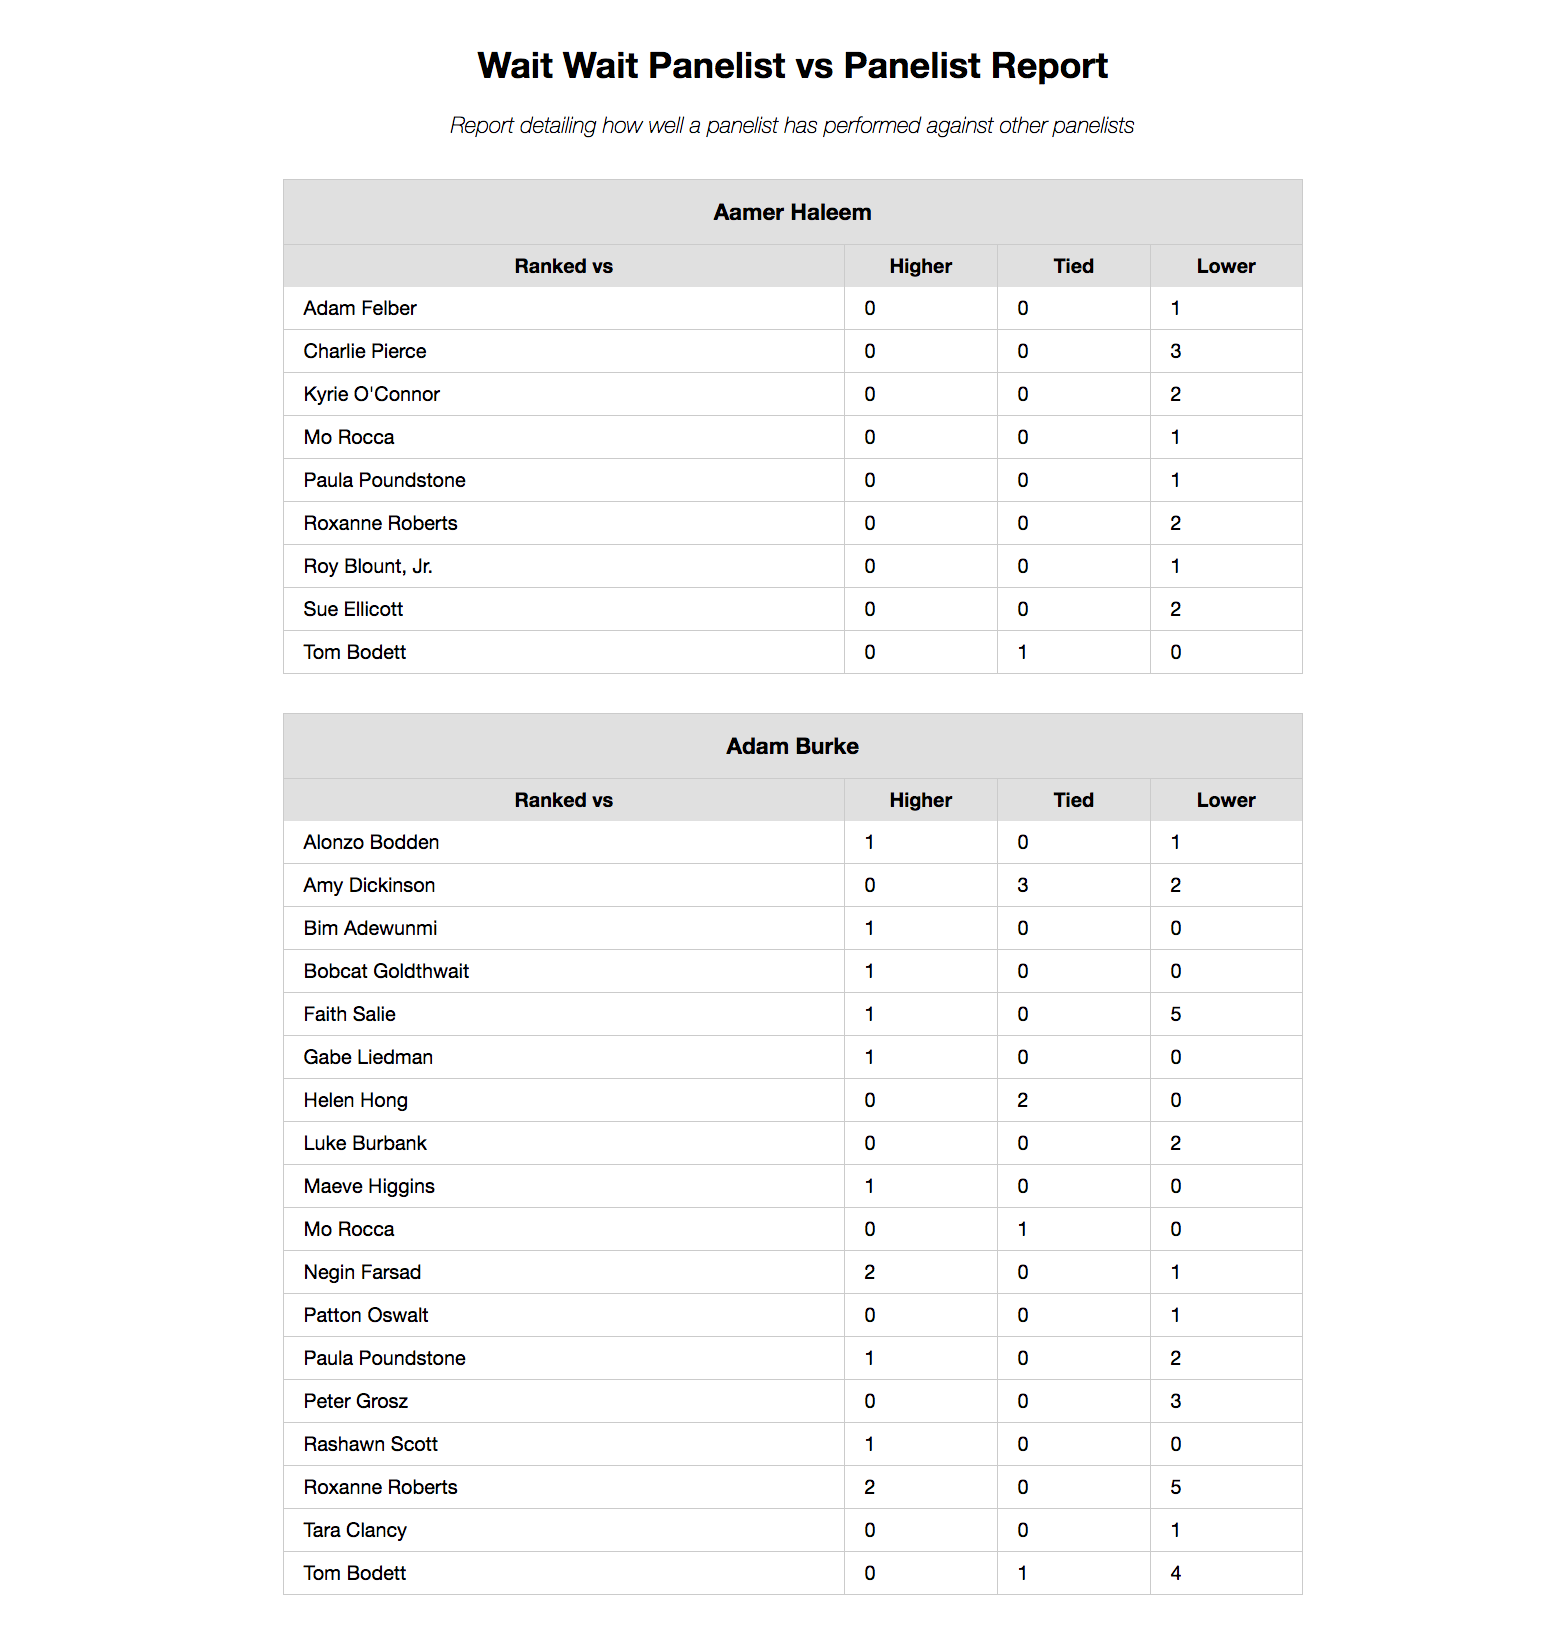 Wait Wait Panelist vs Panelist Report
Report detailing how well a panelist has performed against other panelists
Aamer Haleem
Ranked vs Higher Tied Lower
Adam Felber 0 0 1
Charlie Pierce 0 0 3
Kyrie O'Connor 0 0 2
Mo Rocca 0 0 1
Paula Poundstone 0 0 1
Roxanne Roberts 0 0 2
Roy Blount, Jr. 0 0 1
Sue Ellicott 0 0 2
Tom Bodett 0 1 0
Adam Burke
Ranked vs Higher Tied Lower
Alonzo Bodden 1 0 1
Amy Dickinson 0 3 2
Bim Adewunmi 1 0 0
Bobcat Goldthwait 1 0 0
Faith Salie 1 0 5
Gabe Liedman 1 0 0
Helen Hong 0 2 0
Luke Burbank 0 0 2
Maeve Higgins 1 0 0
Mo Rocca 0 1 0
Negin Farsad 2 0 1
Patton Oswalt 0 0 1
Paula Poundstone 1 0 2
Peter Grosz 0 0 3
Rashawn Scott 1 0 0
Roxanne Roberts 2 0 5
Tara Clancy 0 0 1
Tom Bodett 0 1 4